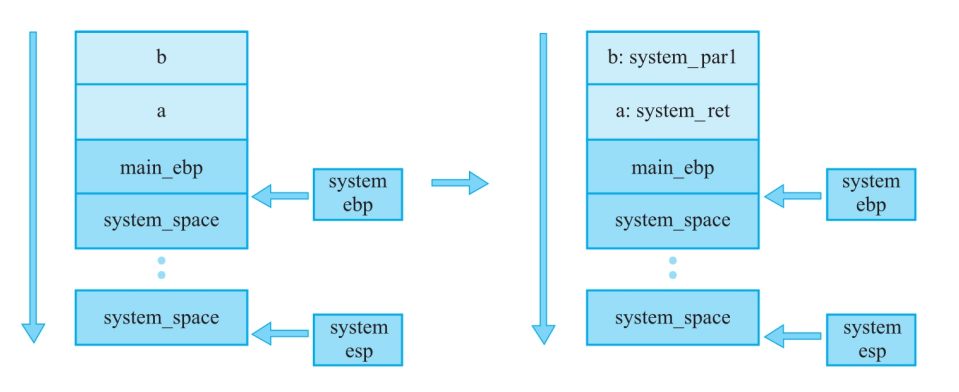 b
a
main_ebp
system_space
system_space
system
ebp
system
esp
b: system_par1
a: system_ret
main_ebp
system_space
system_space
system
ebp
system
esp